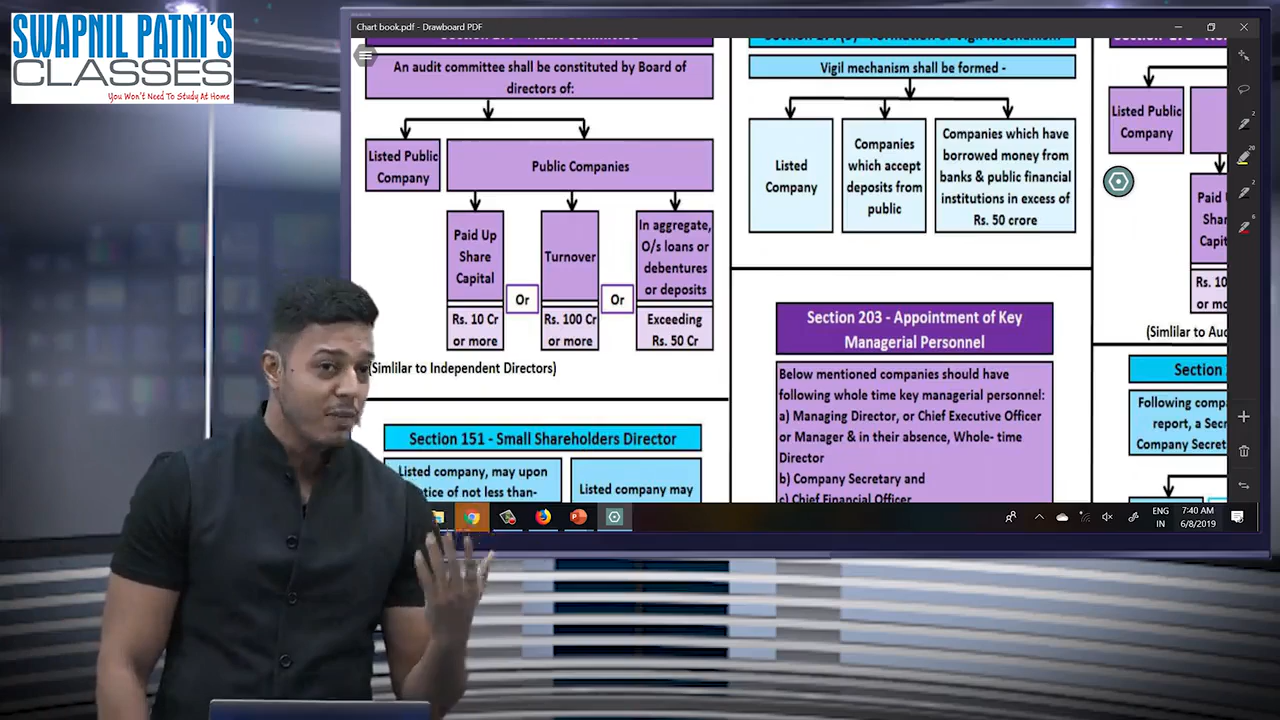 SWAPNIL PATNI'S
CLASSES
You Won't Need To Study At Home
Chart book.pdf - Drawboard PDF
An audit committee shall be constituted by Board of
directors of:
Listed Public
Company
Public Companies
Paid Up
Share
Capital
Rs. 10 Cr
or more
Or
Turnover
Rs. 100 Cr
or more
Or
In aggregate,
O/s loans or
debentures
or deposits
Exceeding
Rs. 50 Cr
(Simlilar to Independent Directors)
Section 151 - Small Shareholders Director
Listed company, may upon
tice of not less than-
Listed company may
Vigil mechanism shall be formed -
Listed
Company
Companies
which accept
deposits from
public
Companies which have
borrowed money from
banks & public financial
institutions in excess of
Rs. 50 crore
Section 203 - Appointment of Key
Managerial Personnel
Below mentioned companies should have
following whole time key managerial personnel:
a) Managing Director, or Chief Executive Officer
or Manager & in their absence, Whole- time
Director
b) Company Secretary and
c) Chief Financial Officer
Listed Public
Company
Paid U
Shar
Capit
Rs. 10
or mo
(Simlilar to Aud
Section
Following comp
report, a Secr
Company Secret
ENG
IN
7:40 AM
6/8/2019